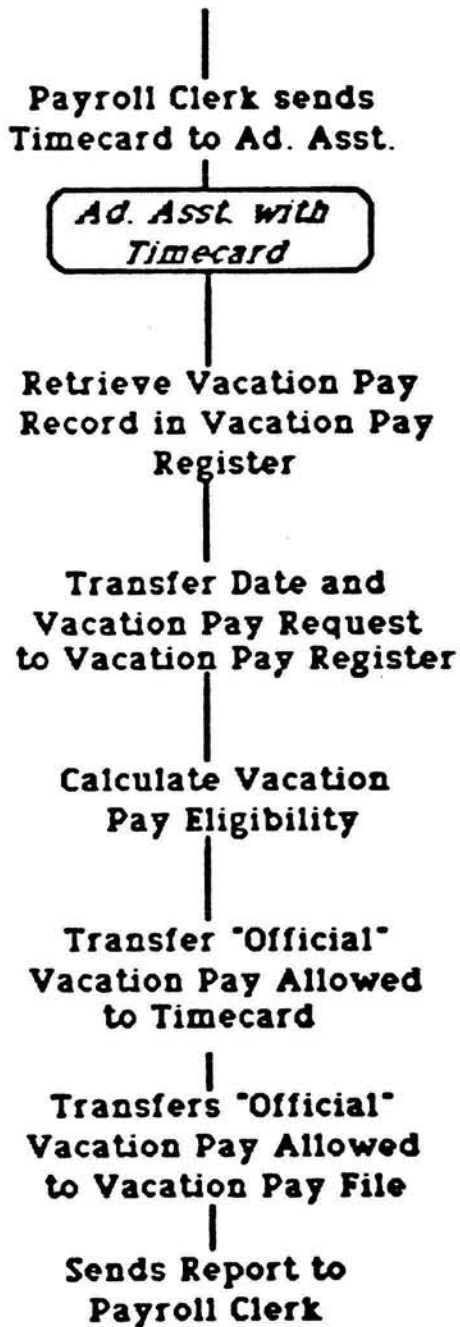 Payroll Clerk sends
Timecard to Ad. Asst.
Ad. Asst. with
Timecard
Retrieve Vacation Pay
Record in Vacation Pay
Register
Transfer Date and
Vacation Pay Request
to Vacation Pay Register
Calculate Vacation
Pay Eligibility
Transfer "Official"
Vacation Pay Allowed
to Timecard
Transfers "Official"
Vacation Pay Allowed
to Vacation Pay File
Sends Report to
Payroll Clerk